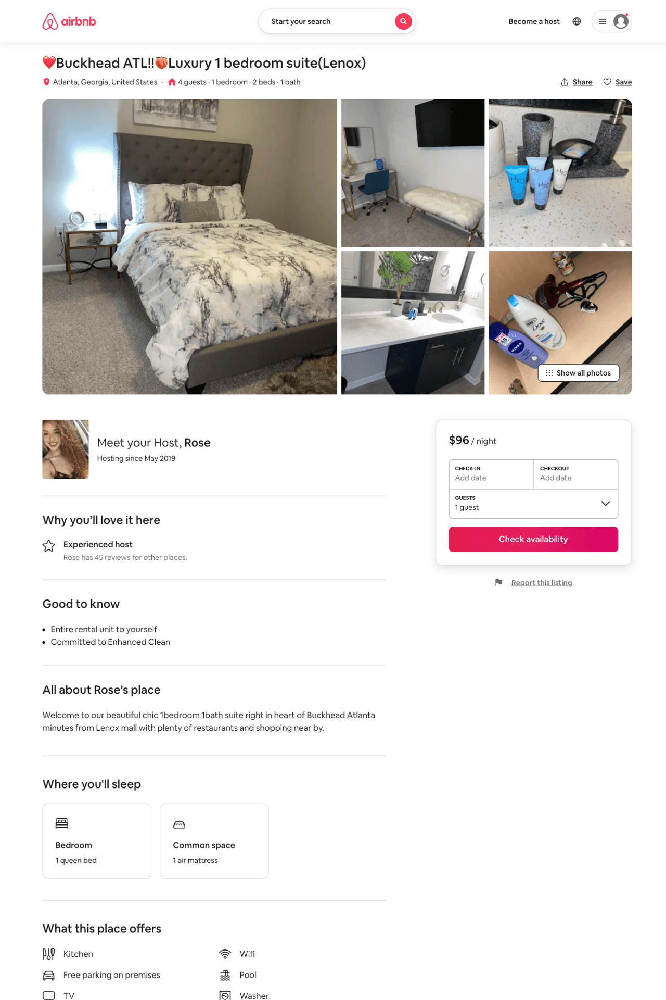 airbnb
Start your search
Become a host
❤️Buckhead ATL!!🍑Luxury 1 bedroom suite(Lenox)
Atlanta, Georgia, United States · 4 guests · 1 bedroom · 2 beds · 1 bath
Share
Save
H2O
H2O
H2O
H2O
Dove
48h
NIVEA
Show all photos
Meet your Host, Rose
Hosting since May 2019
$96 / night
CHECK-IN
Add date
CHECKOUT
Add date
GUESTS
1 guest
Check availability
Report this listing
Why you’ll love it here
Experienced host
Rose has 45 reviews for other places.
Good to know
• Entire rental unit to yourself
• Committed to Enhanced Clean
All about Rose’s place
Welcome to our beautiful chic 1bedroom 1bath suite right in heart of Buckhead Atlanta
minutes from Lenox mall with plenty of restaurants and shopping near by.
Where you'll sleep
Bedroom
1 queen bed
Common space
1 air mattress
What this place offers
Kitchen
Wifi
Free parking on premises
Pool
TV
Washer